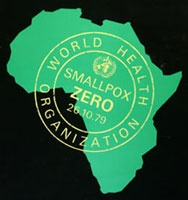 WORLD HEALTH
SMALLPOX
ZERO
26.10.79
ORGANIZATION